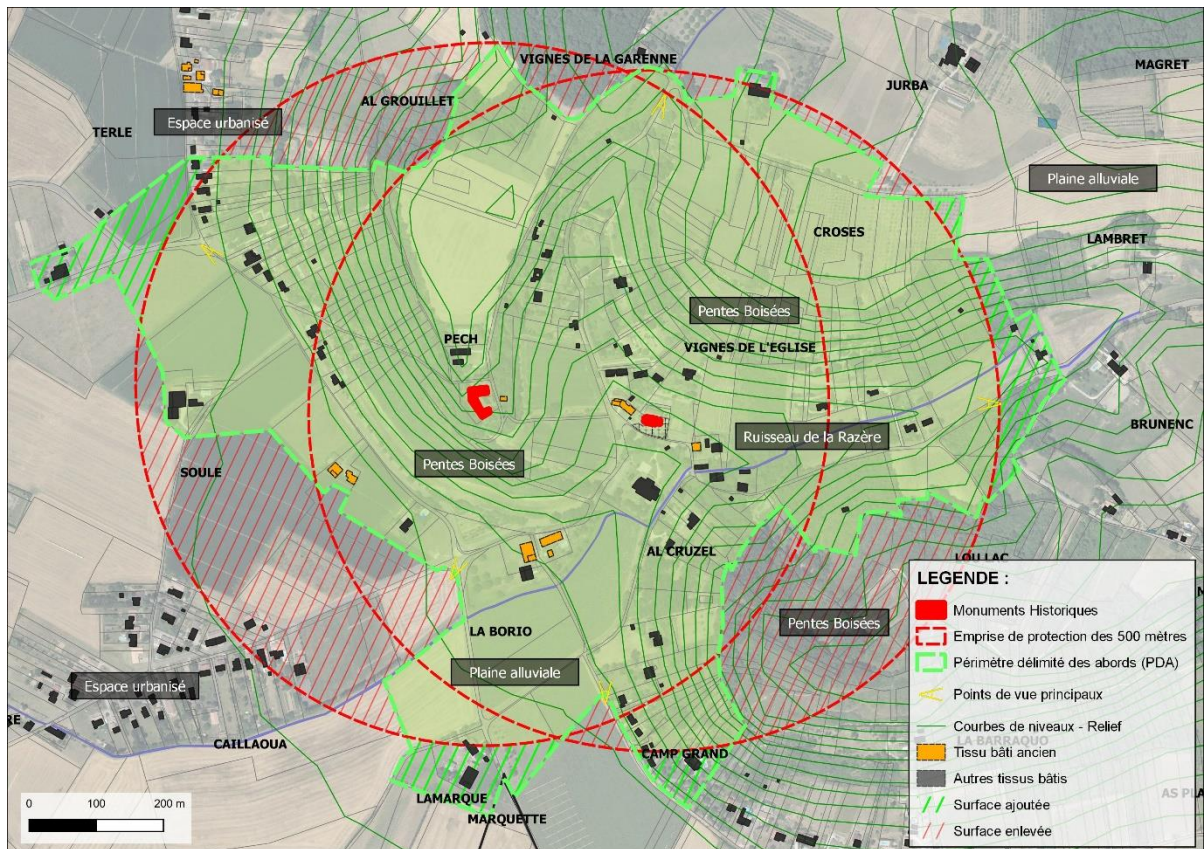 VIGNES DE LA GARENNE
MAGRET
JURBA
AL GROUILLET
Espace urbanisé
TERLE
Plaine alluviale
CROSES
LAMBRET
Pentes Boisées
PECH
VIGNES DE L'EGLISE
BRUNENC
Ruisseau de la Razère
Pentes Boisées
SOULE
AL CRUZEL
LOULLAC
LA BORIO
Pentes Boisées
Plaine alluviale
Espace urbanisé
RE
CAILLAOUA
CAMP GRAND
LA BARRAQUO
LAMARQUE
MARQUETTE
AS PLA
0 100 200 m
LEGENDE :
Monuments Historiques
Emprise de protection des 500 mètres
Périmètre délimité des abords (PDA)
Points de vue principaux
Courbes de niveaux - Relief
Tissu bâti ancien
Autres tissus bâtis
Surface ajoutée
Surface enlevée